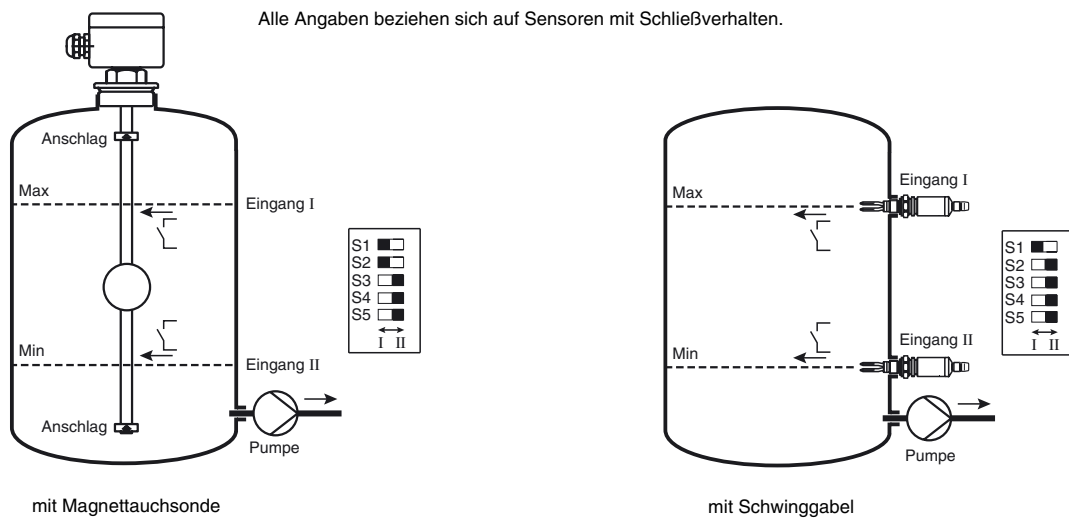 Alle Angaben beziehen sich auf Sensoren mit Schließverhalten.
Anschlag
Max
Eingang I
Min
Eingang II
Anschlag
Pumpe
S1
S2
S3
S4
S5
I II
mit Magnettauchsonde
Max
Eingang I
Min
Eingang II
Pumpe
S1
S2
S3
S4
S5
I II
mit Schwinggabel